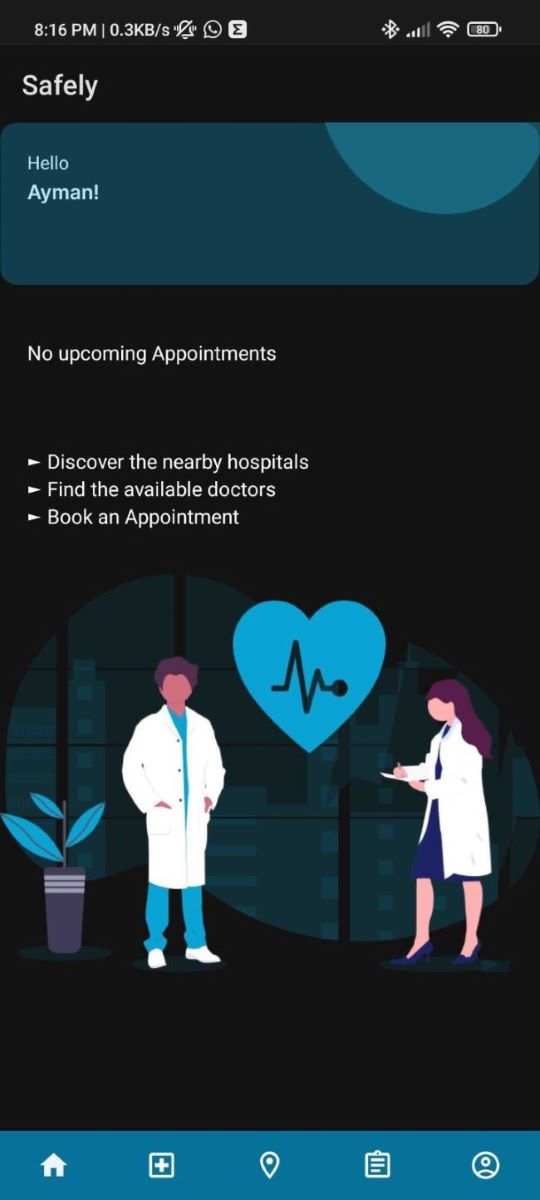 8:16 PM | 0.3KB/s
80
Safely
Hello
Ayman!
No upcoming Appointments
► Discover the nearby hospitals
► Find the available doctors
► Book an Appointment